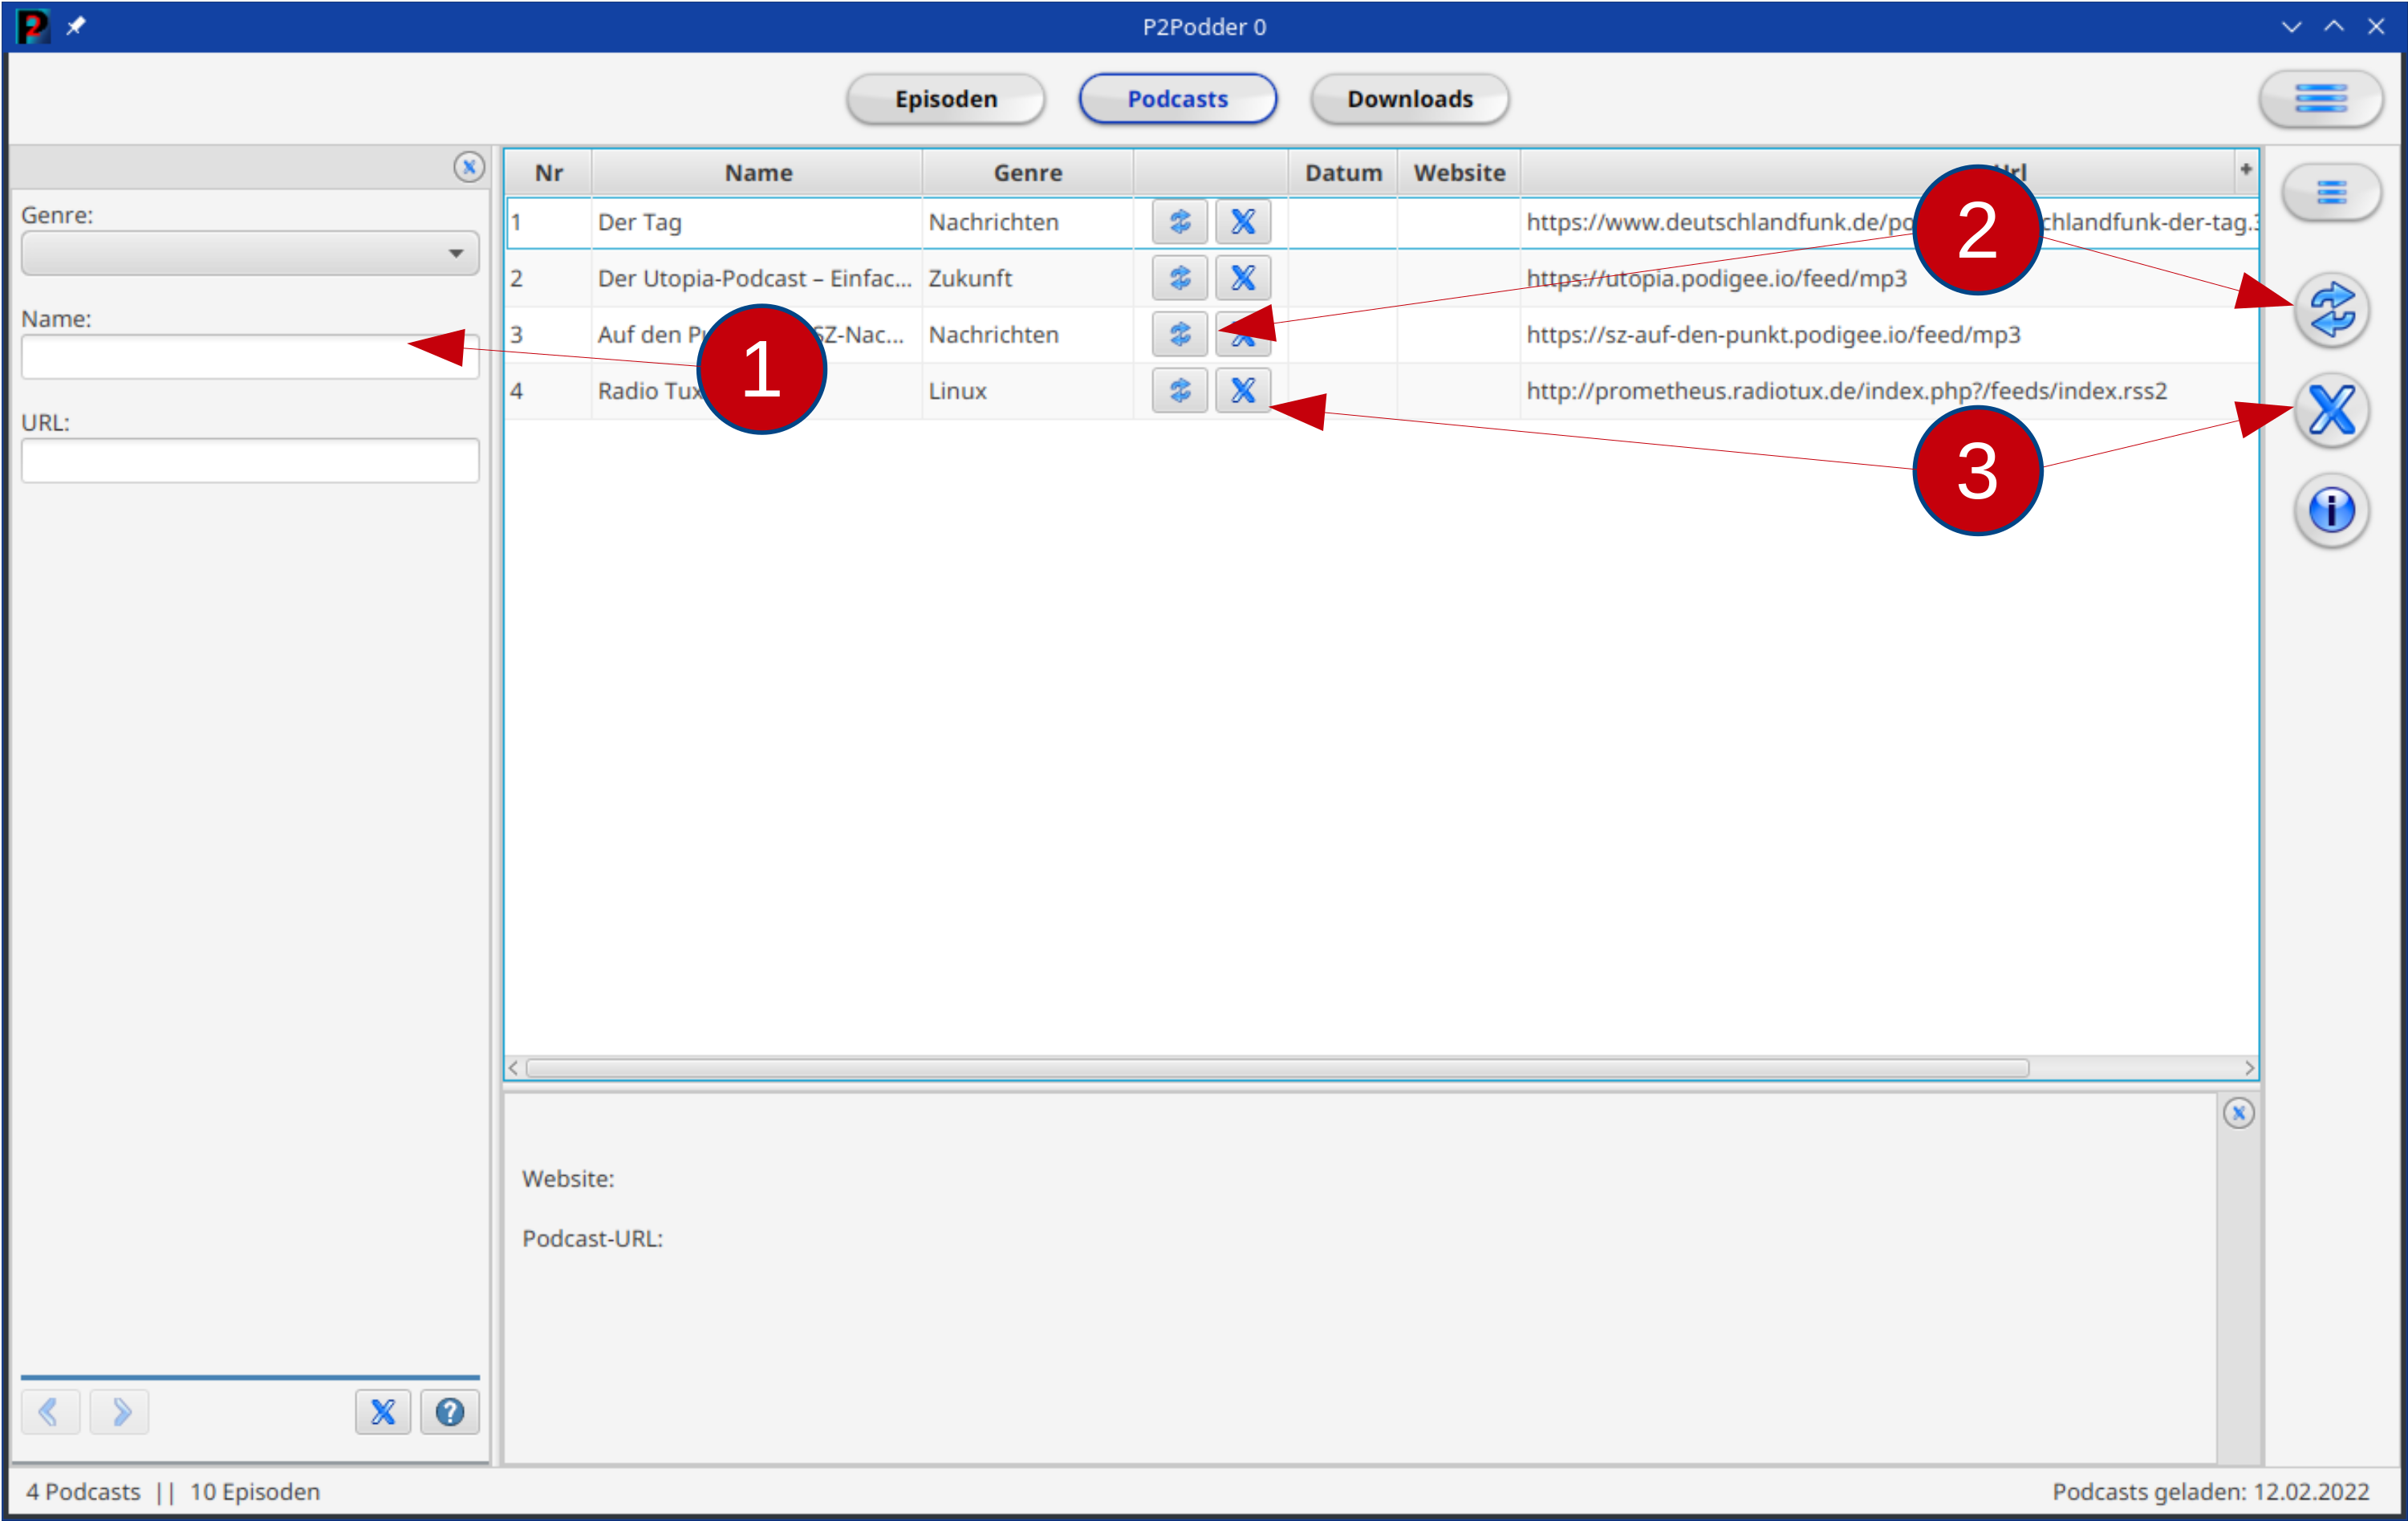 P2Podder 0
Episoden Podcasts Downloads
Genre:
Name:
URL:
Nr Name Genre Datum Website
1 Der Tag Nachrichten https://www.deutschlandfunk.de/po chlandfunk-der-tag.
2 Der Utopia-Podcast – Einfac... Zukunft https://utopia.podigee.io/feed/mp3
3 Auf den SZ-Nac... Nachrichten https://sz-auf-den-punkt.podigee.io/feed/mp3
4 Radio Tux Linux http://prometheus.radiotux.de/index.php?/feeds/index.rss2
1
2
3
Website:
Podcast-URL:
4 Podcasts || 10 Episoden
Podcasts geladen: 12.02.2022